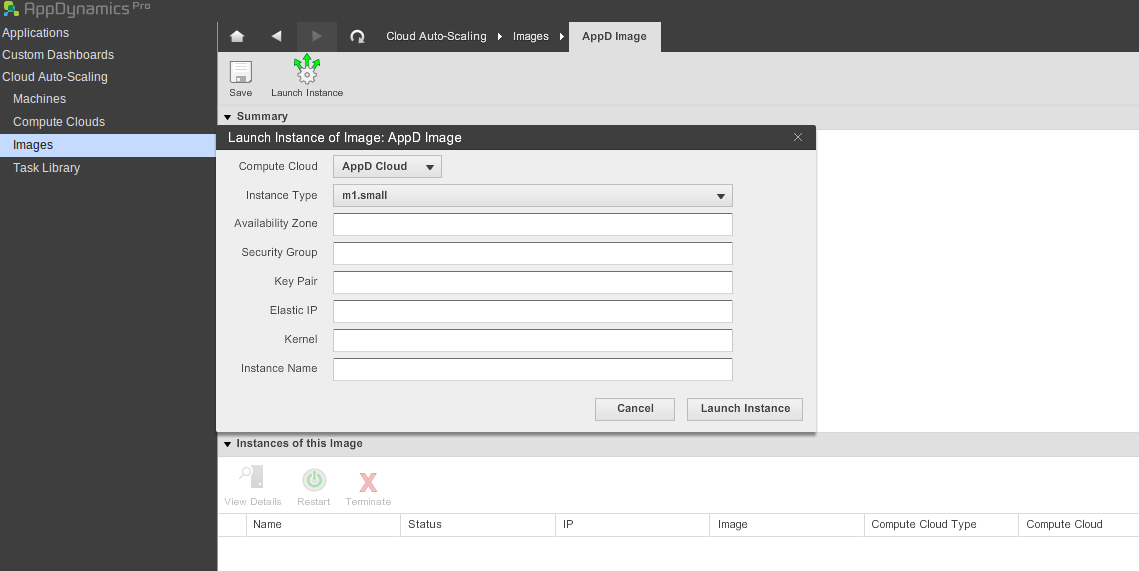 AppDynamics Pro
Applications
Custom Dashboards
Cloud Auto-Scaling
Machines
Compute Clouds
Images
Task Library
Cloud Auto-Scaling Images AppD Image
Save Launch Instance
Summary
Launch Instance of Image: AppD Image
Compute Cloud AppD Cloud
Instance Type m1.small
Availability Zone
Security Group
Key Pair
Elastic IP
Kernel
Instance Name
Cancel Launch Instance
Instances of this Image
View Details Restart Terminate
Name Status IP Image Compute Cloud Type Compute Cloud